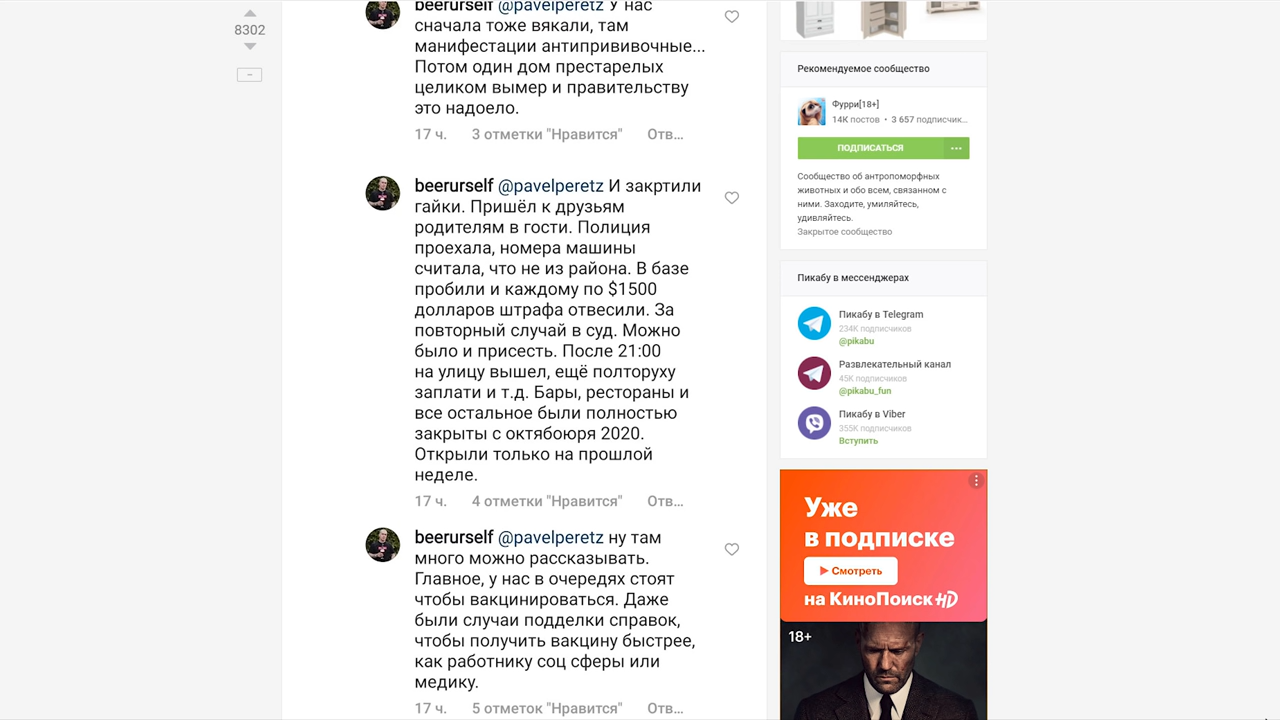 8302
beerurself @pavelperetz У нас
сначала тоже вякали, там
манифестации антипрививочные...
Потом один дом престарелых
целиком вымер и правительству
это надоело.
17 ч. 3 отметки "Нравится" Отв...
beerurself @pavelperetz И закртили
гайки. Пришёл к друзьям
родителям в гости. Полиция
проехала, номера машины
считала, что не из района. В базе
пробили и каждому по $1500
долларов штрафа отвесили. За
повторный случай в суд. Можно
было и присесть. После 21:00
на улицу вышел, ещё полторуху
заплати и т.д. Бары, рестораны и
все остальное были полностью
закрыты с октябоюря 2020.
Открыли только на прошлой
неделе.
17 ч. 4 отметки "Нравится" Отв...
beerurself @pavelperetz ну там
много можно рассказывать.
Главное, у нас в очередях стоят
чтобы вакцинироваться. Даже
были случаи подделки справок,
чтобы получить вакцину быстрее,
как работнику соц сферы или
медику.
17 ч. 5 отметок "Нравится" Отв...
Рекомендуемое сообщество
Фурри[18+]
14К постов • 3 657 подписчик...
ПОДПИСАТЬСЯ ...
Сообщество об антропоморфных
животных и обо всем, связанном с
ними. Заходите, умиляйтесь,
удивляйтесь.
Закрытое сообщество
Пикабу в мессенджерах
Пикабу в Telegram
234К подписчиков
@pikabu
Развлекательный канал
45К подписчиков
@pikabu_fun
Пикабу в Viber
355К подписчиков
Вступить
Уже
в подписке
Смотреть
на КиноПоиск HD
18+